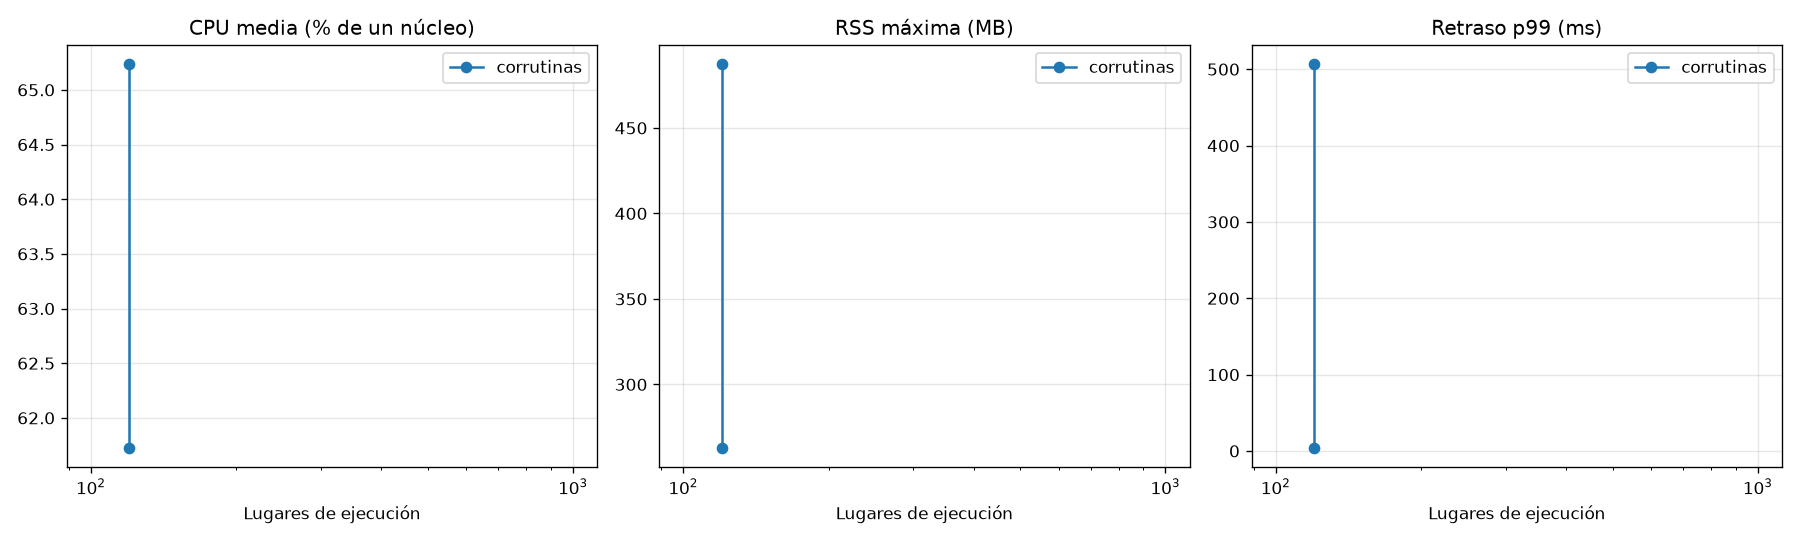 CPU media (% de un núcleo)
corrutinas
65.0
64.5
64.0
63.5
63.0
62.5
62.0
10²
10³
Lugares de ejecución
RSS máxima (MB)
corrutinas
450
400
350
300
10²
10³
Lugares de ejecución
Retraso p99 (ms)
corrutinas
500
400
300
200
100
0
10²
10³
Lugares de ejecución